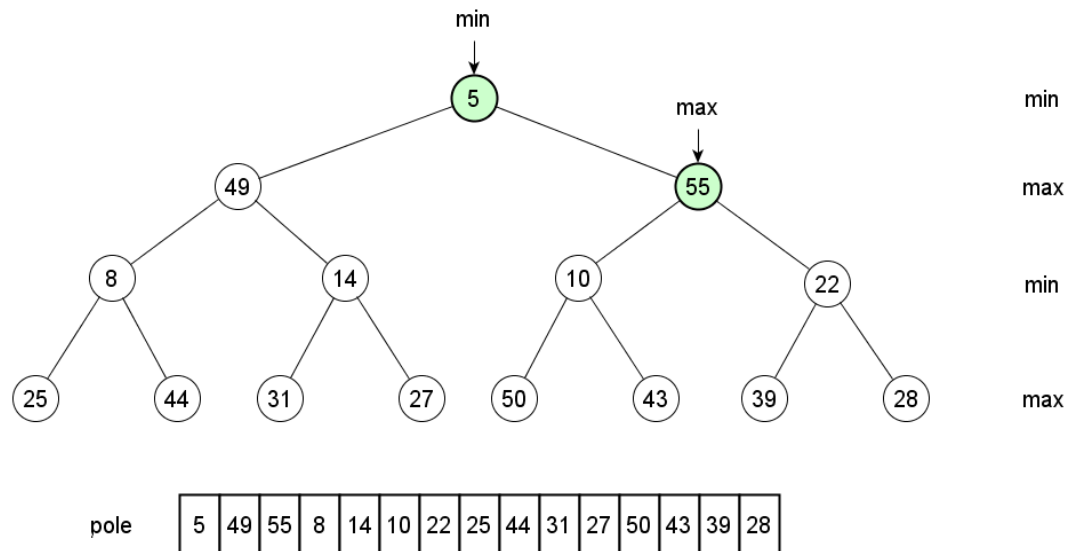 min
5 min
max
49 55 max
8 14 10 22 min
25 44 31 27 50 43 39 28 max
pole 5 49 55 8 14 10 22 25 44 31 27 50 43 39 28